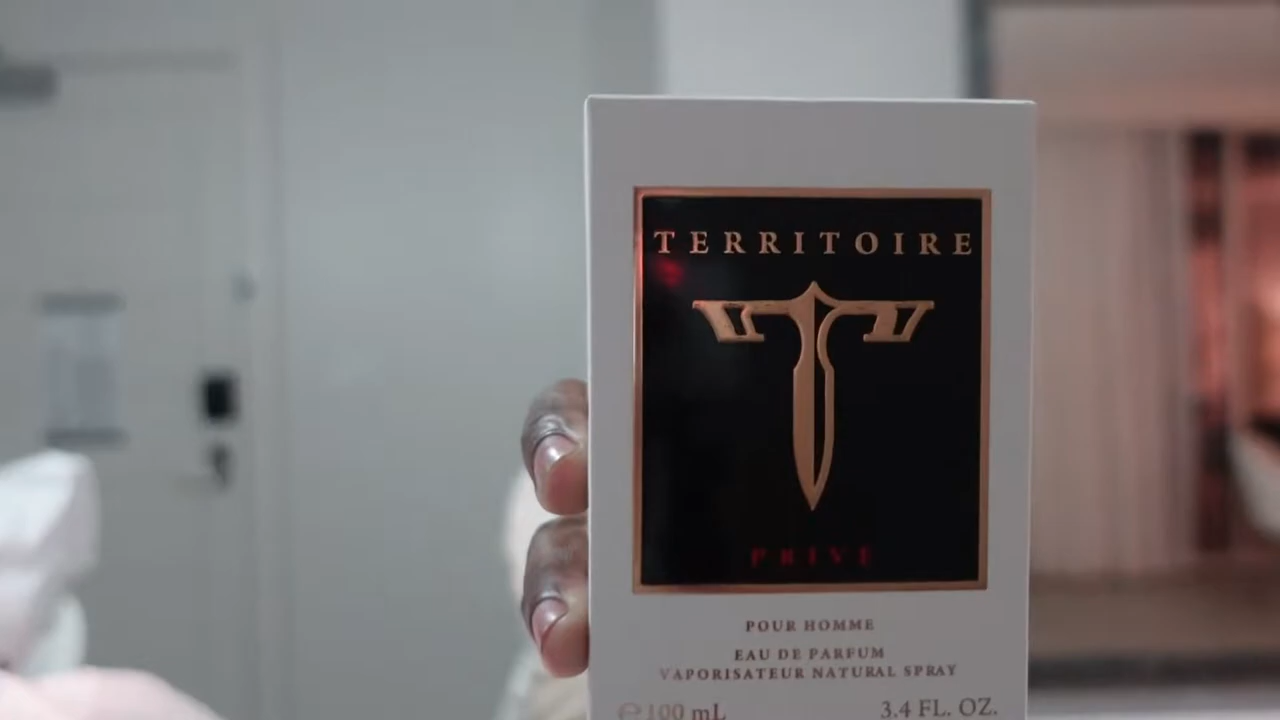 TERRITOIRE
PRIVE
POUR HOMME
EAU DE PARFUM
VAPORISATEUR NATURAL SPRAY
℮100 mL 3.4 FL. OZ.